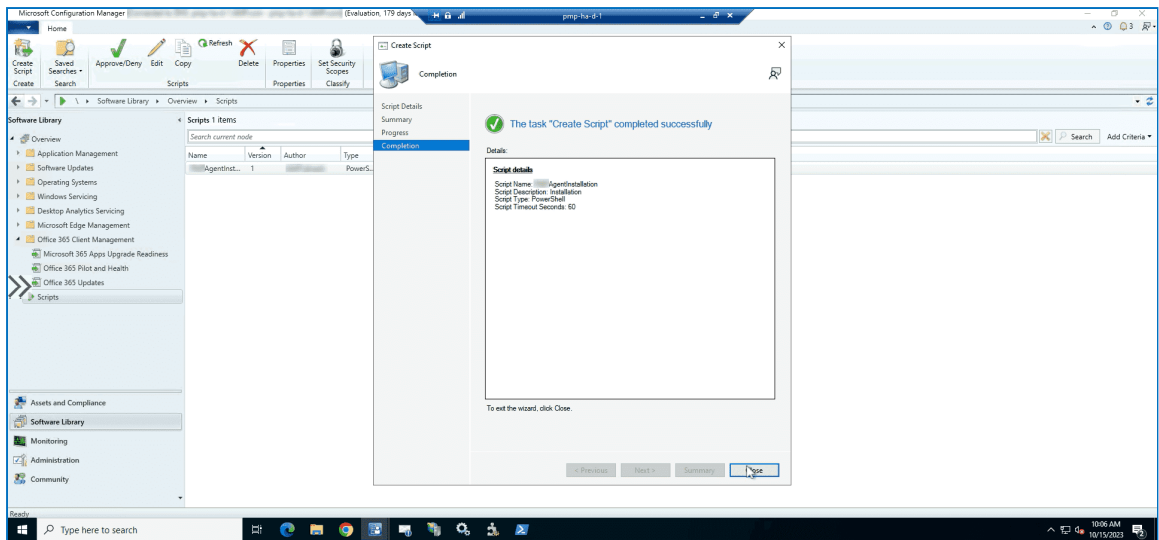 Microsoft Configuration Manager
(Evaluation, 179 days
pmp-ha-d-1
Home
3
Create Script
Saved Searches
Approve/Deny
Edit
Copy
Refresh
Delete
Properties
Set Security Scopes
Create
Search
Scripts
Properties
Classify
\ Software Library Overview Scripts
Software Library
Overview
Application Management
Software Updates
Operating Systems
Windows Servicing
Desktop Analytics Servicing
Microsoft Edge Management
Office 365 Client Management
Microsoft 365 Apps Upgrade Readiness
Office 365 Pilot and Health
Office 365 Updates
Scripts
Assets and Compliance
Software Library
Monitoring
Administration
Community
Ready
Scripts 1 items
Search current node
Search
Add Criteria
Name Version Author Type
AgentInst... 1 PowerS...
Create Script
Completion
Script Details
Summary
Progress
Completion
The task "Create Script" completed successfully
Details:
Script details
Script Name: AgentInstallation
Script Description: Installation
Script Type: PowerShell
Script Timeout Seconds: 60
To exit the wizard, click Close.
< Previous
Next >
Summary
Type here to search
10:06 AM
10/15/2023
2